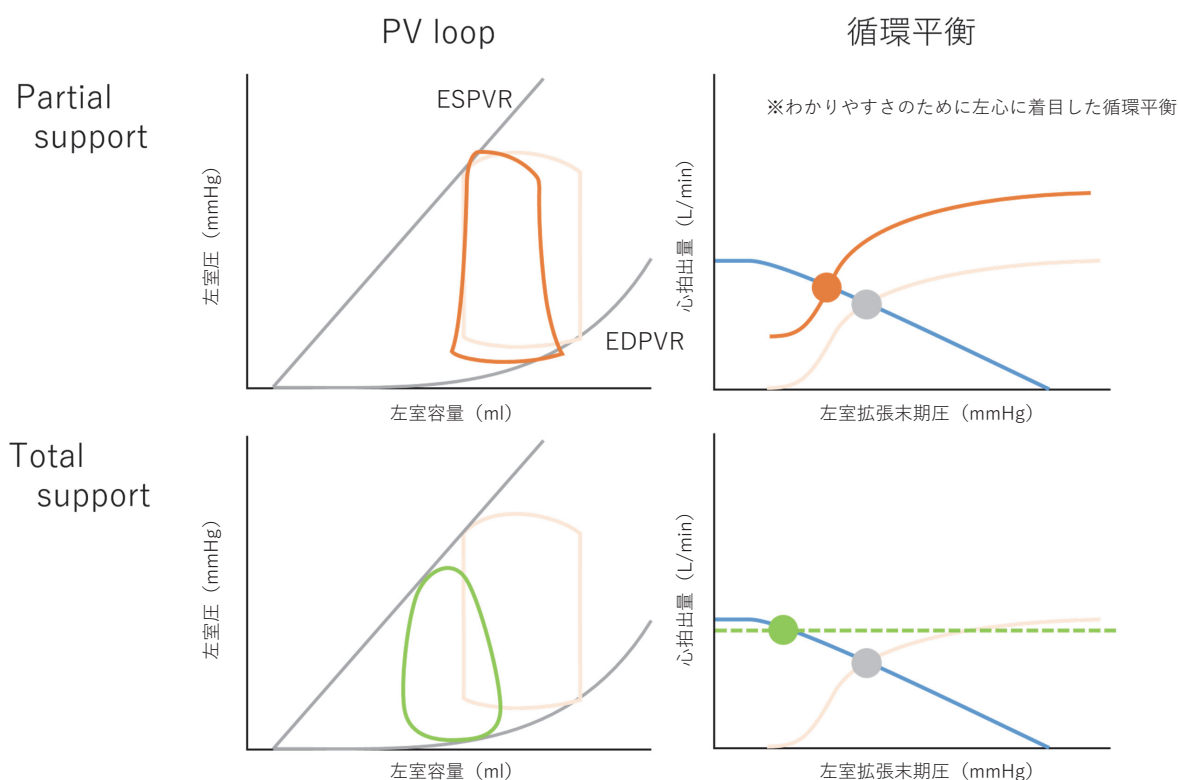 PV loop
循環平衡
Partial
support
ESPVR
※わかりやすさのために左心に着目した循環平衡
左室圧（mmHg）
心拍出量（L/min）
EDPVR
左室容量（ml）
左室拡張末期圧（mmHg）
Total
support
左室圧（mmHg）
心拍出量（L/min）
左室容量（ml）
左室拡張末期圧（mmHg）